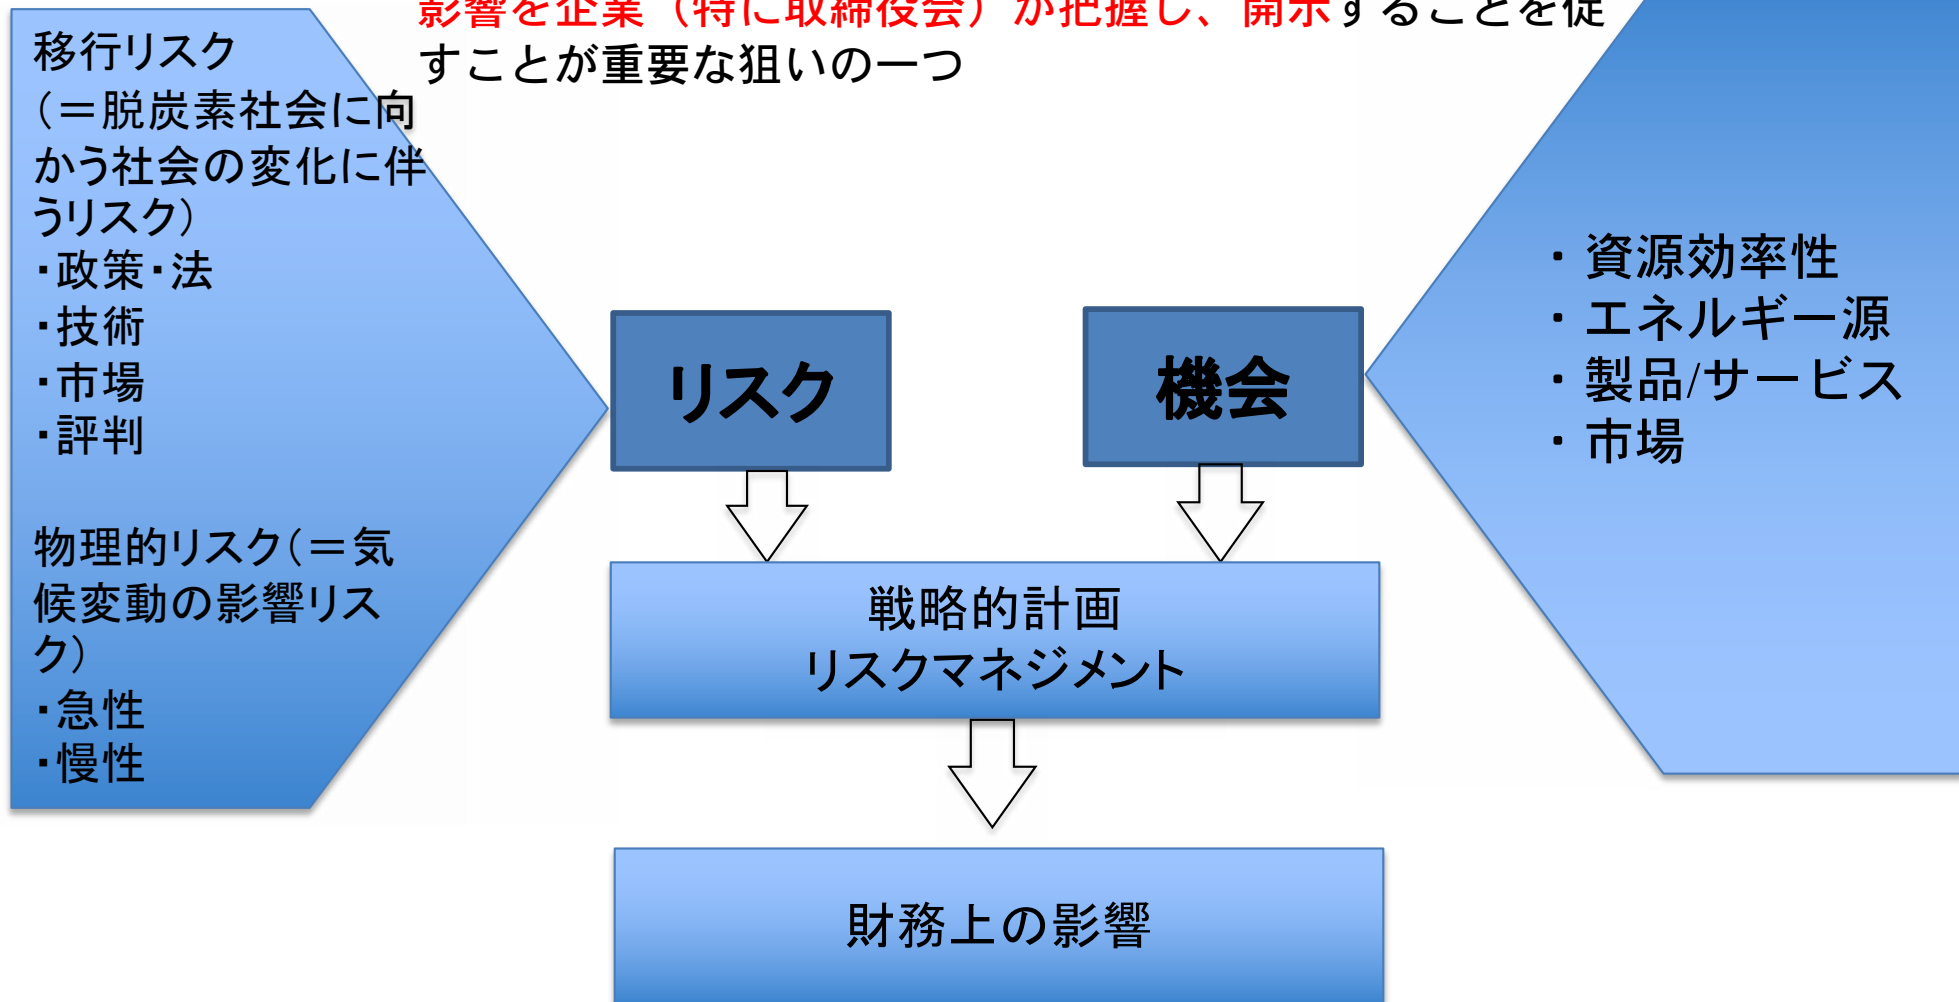 影響を企業（特に取締役会）が把握し、開示することを促
すことが重要な狙いの一つ
移行リスク
（＝脱炭素社会に向
かう社会の変化に伴
うリスク）
・政策・法
・技術
・市場
・評判
物理的リスク（＝気
候変動の影響リス
ク）
・急性
・慢性
リスク
機会
・資源効率性
・エネルギー源
・製品/サービス
・市場
戦略的計画
リスクマネジメント
財務上の影響